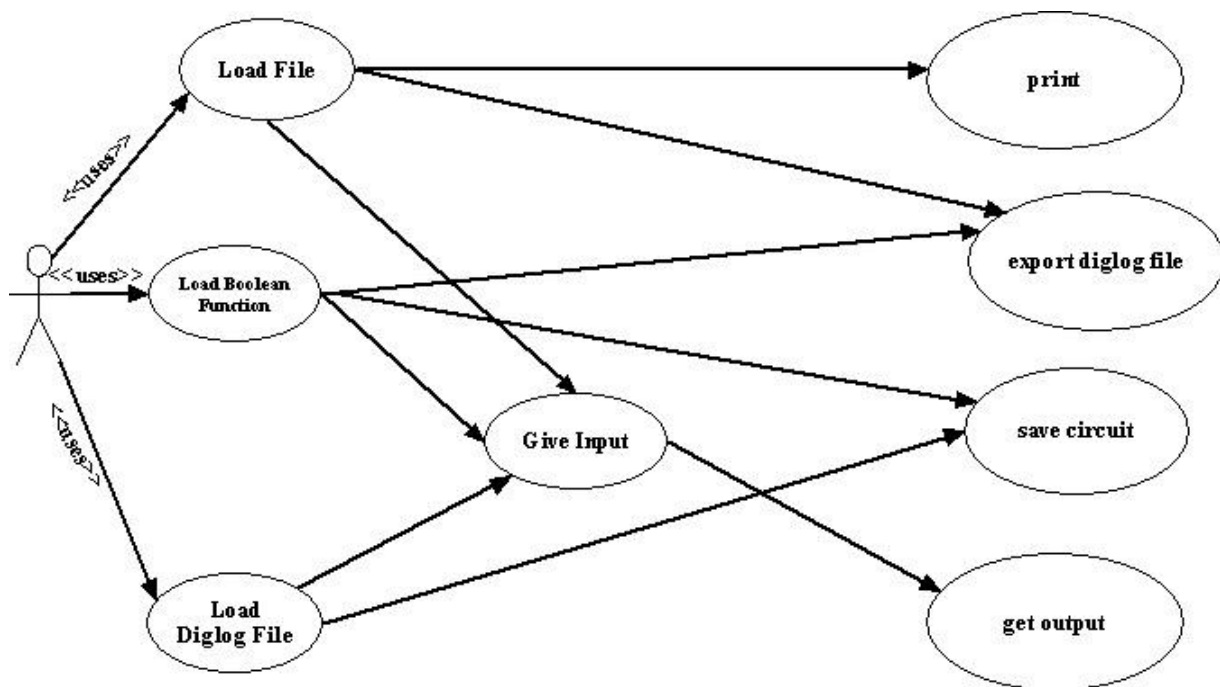 Load File
print
<<uses>>
export diglog file
<<uses>>
Load Boolean
Function
save circuit
Give Input
<<uses>>
Load
Diglog File
get output